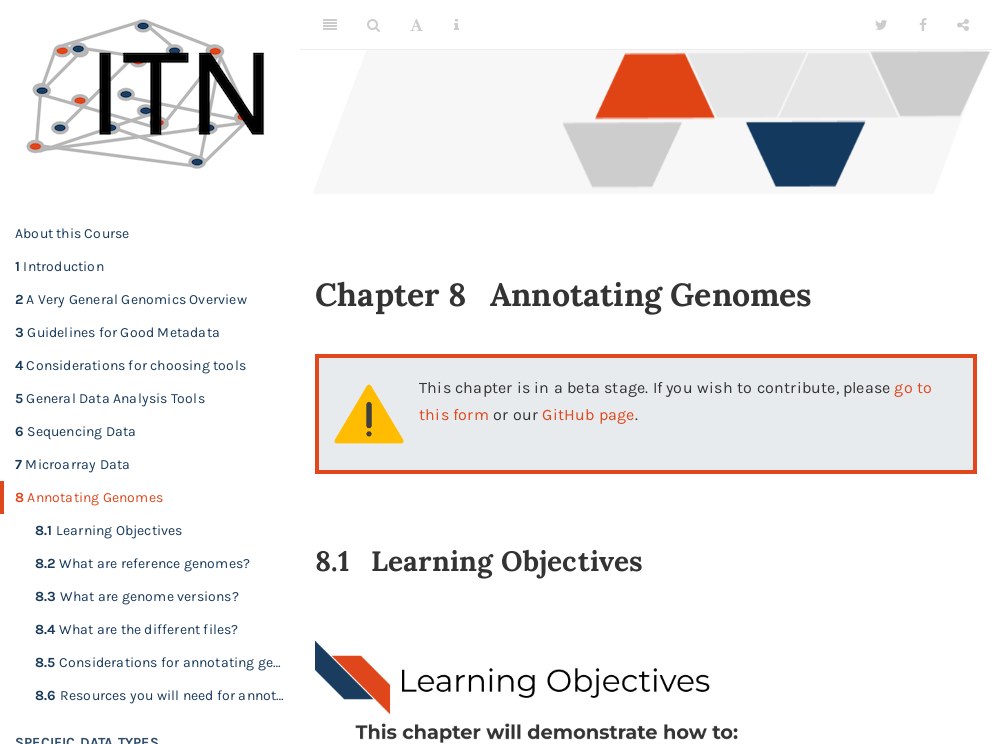 ITN
About this Course
1 Introduction
2 A Very General Genomics Overview
3 Guidelines for Good Metadata
4 Considerations for choosing tools
5 General Data Analysis Tools
6 Sequencing Data
7 Microarray Data
8 Annotating Genomes
8.1 Learning Objectives
8.2 What are reference genomes?
8.3 What are genome versions?
8.4 What are the different files?
8.5 Considerations for annotating ge...
8.6 Resources you will need for annot...
SPECIFIC DATA TYPES
Chapter 8 Annotating Genomes
This chapter is in a beta stage. If you wish to contribute, please go to
this form or our GitHub page.
8.1 Learning Objectives
Learning Objectives
This chapter will demonstrate how to: